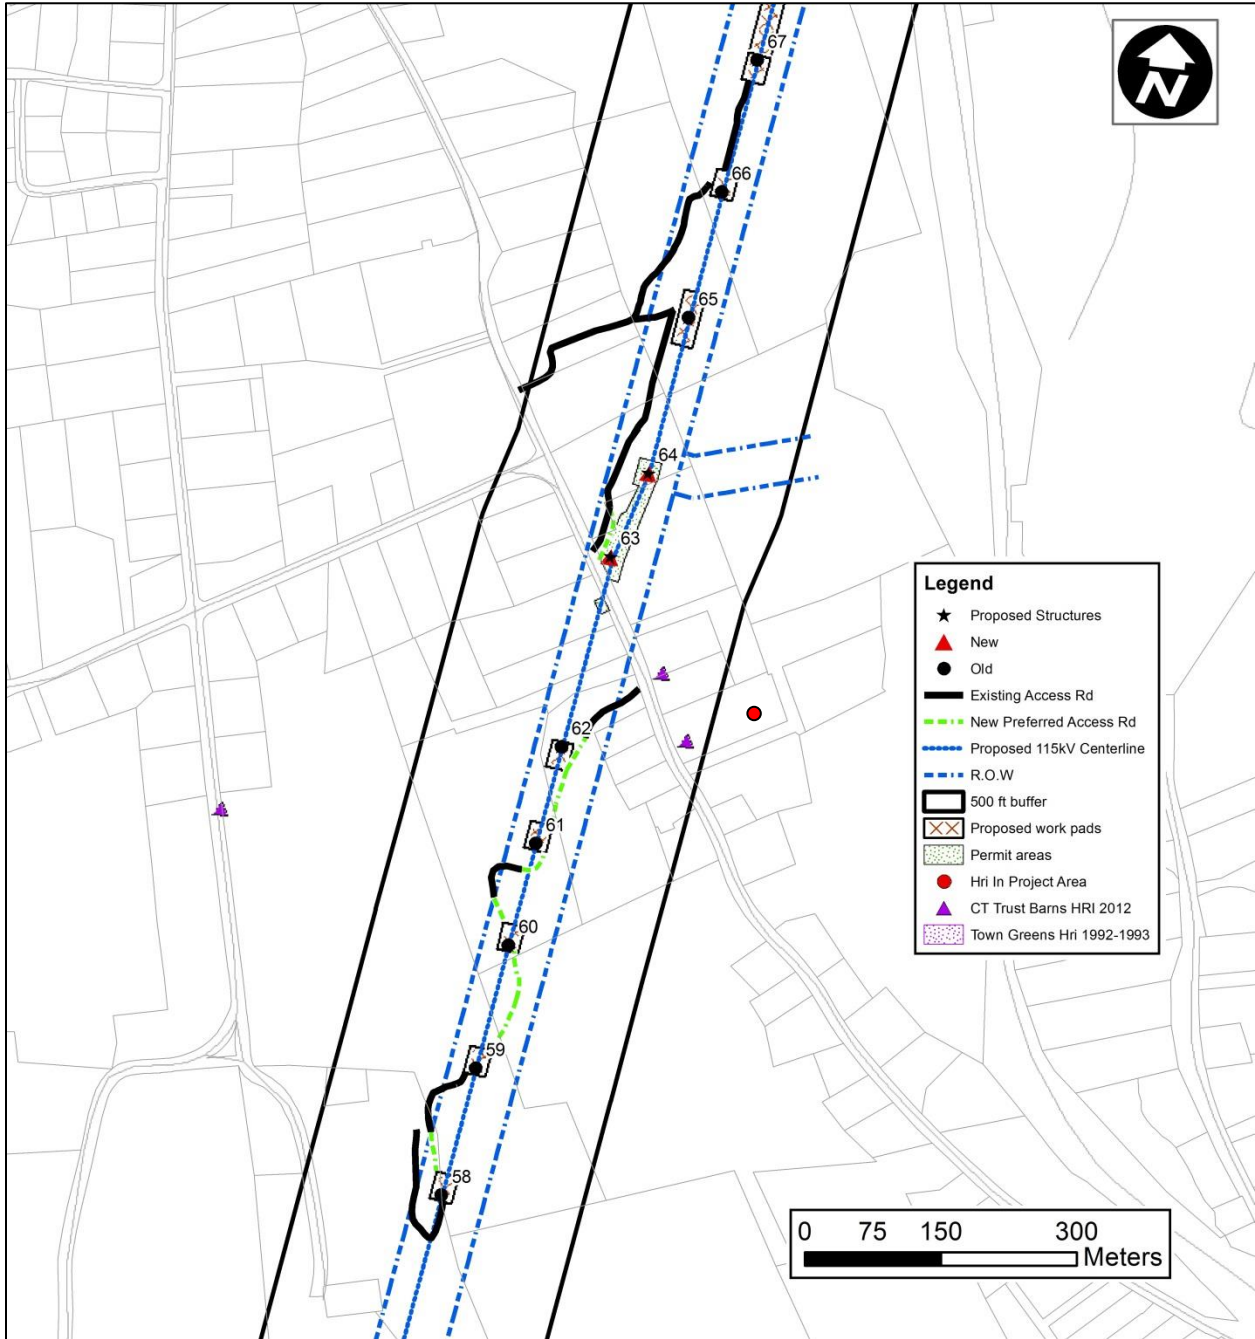 N
67
66
65
64
63
62
61
60
59
58
Legend
Proposed Structures
New
Old
Existing Access Rd
New Preferred Access Rd
Proposed 115kV Centerline
R.O.W
500 ft buffer
Proposed work pads
Permit areas
Hri In Project Area
CT Trust Barns HRI 2012
Town Greens Hri 1992-1993
0 75 150 300
Meters